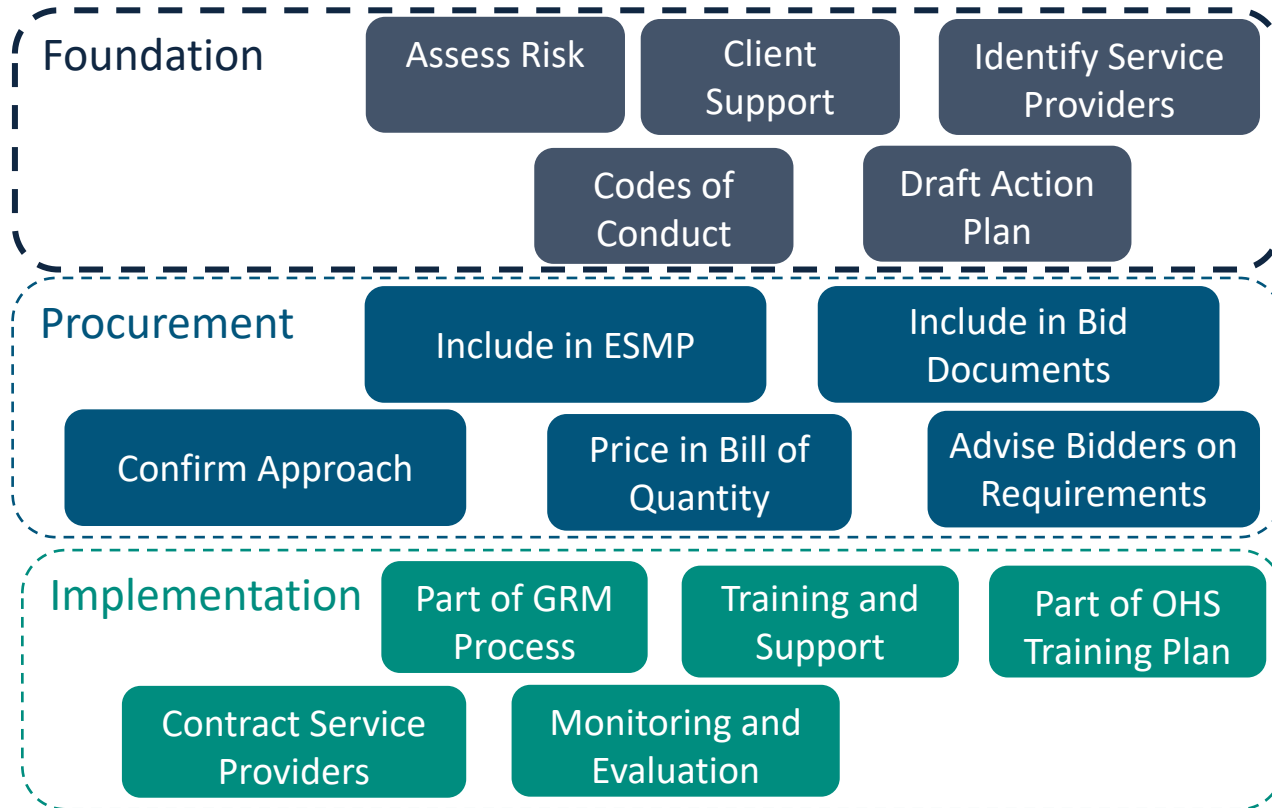 Foundation
Assess Risk
Client
Support
Identify Service
Providers
Codes of
Conduct
Draft Action
Plan
Procurement
Include in ESMP
Include in Bid
Documents
Confirm Approach
Price in Bill of
Quantity
Advise Bidders on
Requirements
Implementation
Part of GRM
Process
Training and
Support
Part of OHS
Training Plan
Contract Service
Providers
Monitoring and
Evaluation